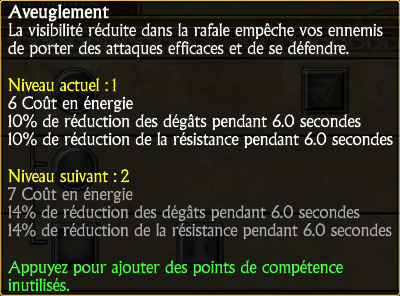 Aveuglement
La visibilité réduite dans la rafale empêche vos ennemis
de porter des attaques efficaces et de se défendre.
Niveau actuel : 1
6 Coût en énergie
10% de réduction des dégâts pendant 6.0 secondes
10% de réduction de la résistance pendant 6.0 secondes
Niveau suivant : 2
7 Coût en énergie
14% de réduction des dégâts pendant 6.0 secondes
14% de réduction de la résistance pendant 6.0 secondes
Appuyez pour ajouter des points de compétence
inutilisés.